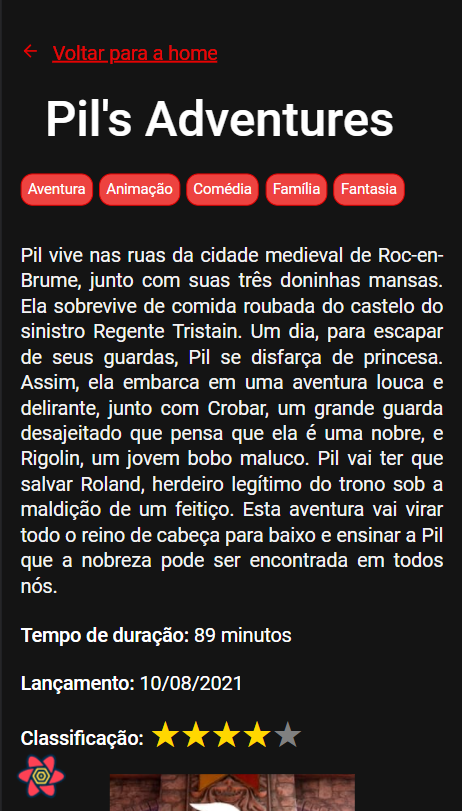 Voltar para a home
Pil's Adventures
Aventura Animação Comédia Família Fantasia
Pil vive nas ruas da cidade medieval de Roc-en-
Brume, junto com suas três doninhas mansas.
Ela sobrevive de comida roubada do castelo do
sinistro Regente Tristain. Um dia, para escapar
de seus guardas, Pil se disfarça de princesa.
Assim, ela embarca em uma aventura louca e
delirante, junto com Crobar, um grande guarda
desajeitado que pensa que ela é uma nobre, e
Rigolin, um jovem bobo maluco. Pil vai ter que
salvar Roland, herdeiro legítimo do trono sob a
maldição de um feitiço. Esta aventura vai virar
todo o reino de cabeça para baixo e ensinar a Pil
que a nobreza pode ser encontrada em todos
nós.
Tempo de duração: 89 minutos
Lançamento: 10/08/2021
Classificação: